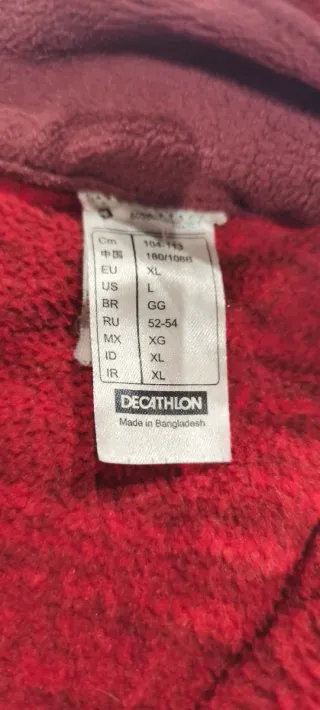 Cm 104-113
中国 180/108B
EU XL
US L
BR GG
RU 52-54
MX XG
ID XL
IR XL
DECATHLON
Made in Bangladesh